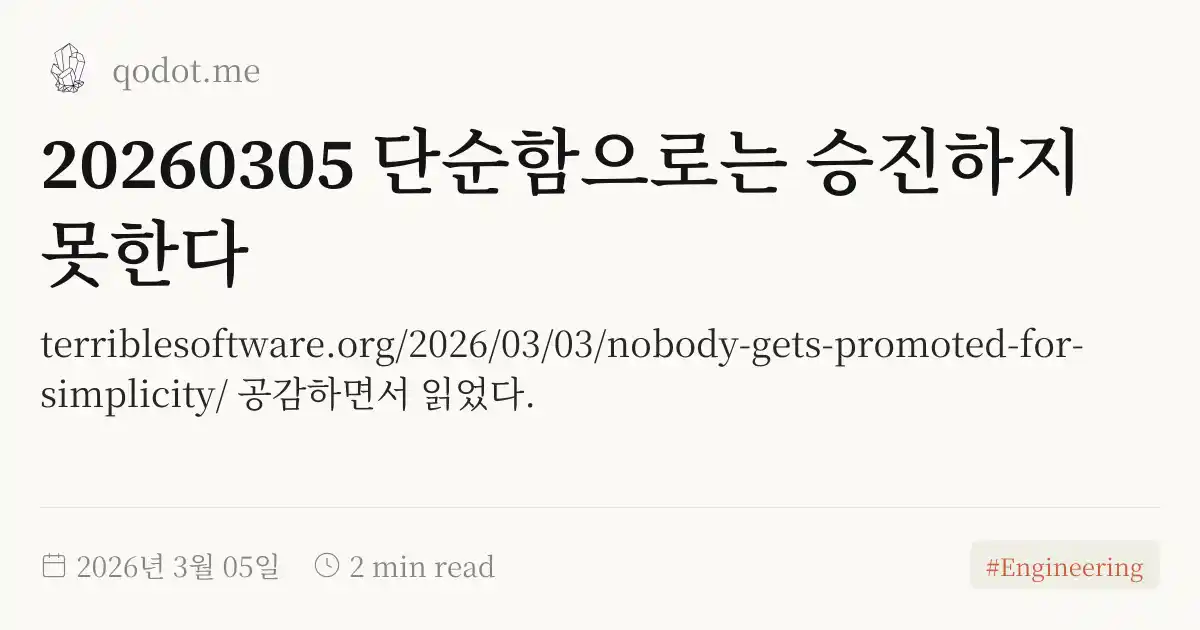 qodot.me
20260305 단순함으로는 승진하지
못한다
terriblesoftware.org/2026/03/03/nobody-gets-promoted-for-
simplicity/ 공감하면서 읽었다.
2026년 3월 05일
2 min read
#Engineering